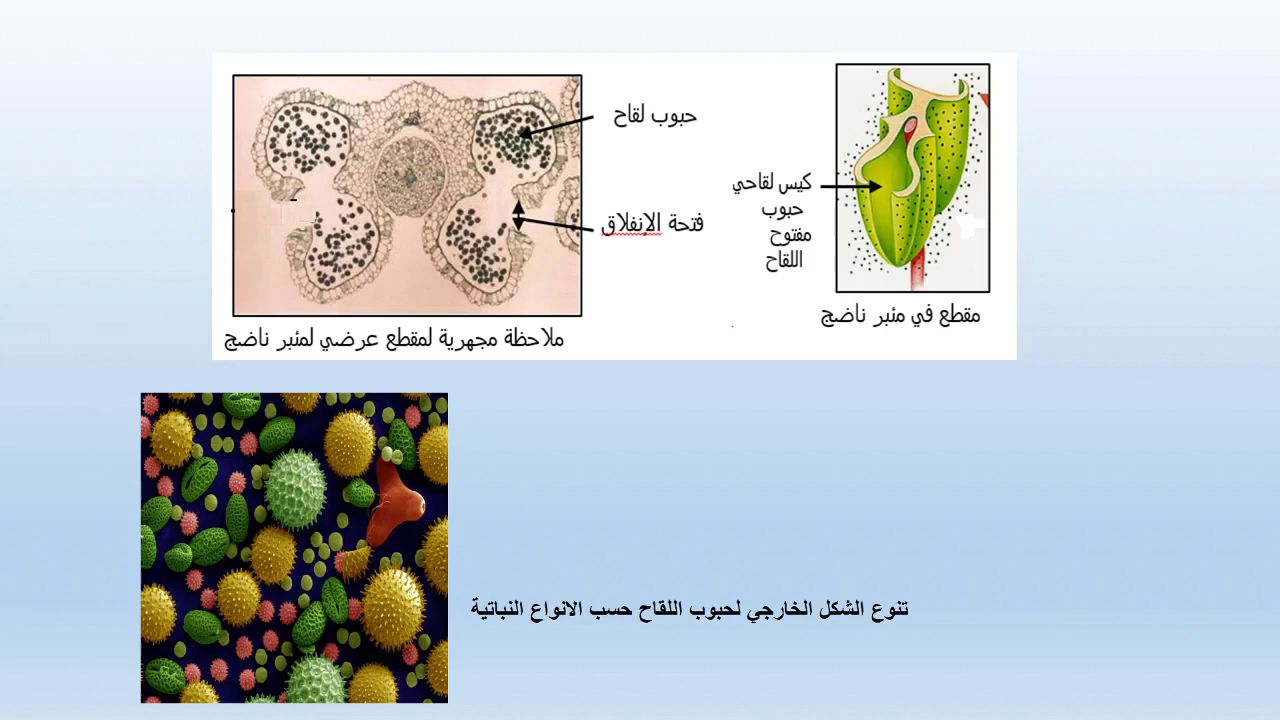 حبوب لقاح
كيس لقاحي
حبوب
مفتوح
اللقاح
فتحة الإنفلاق
مقطع في مئبر ناضج
ملاحظة مجهرية لمقطع عرضي لمئبر ناضج
تنوع الشكل الخارجي لحبوب اللقاح حسب الانواع النباتية